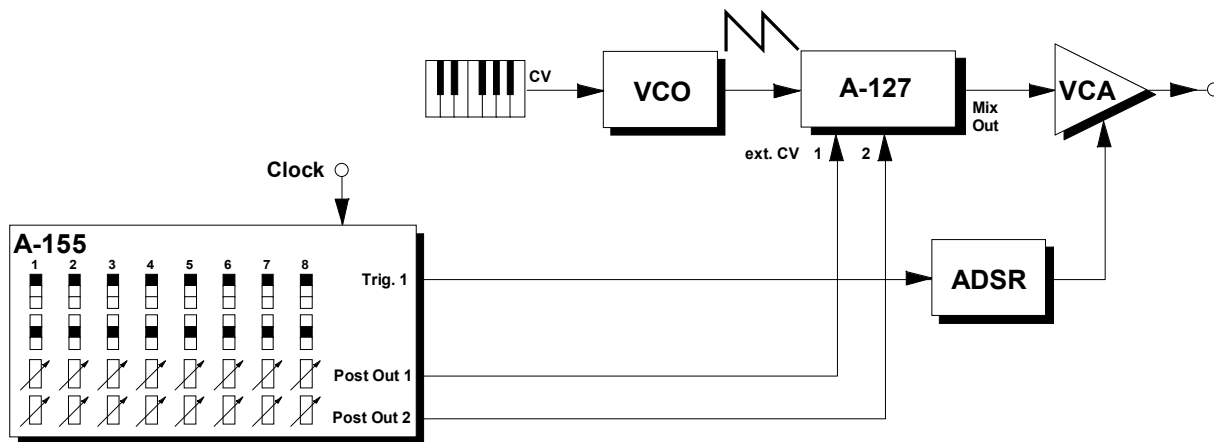 CV
VCO
A-127
Mix
Out
VCA
ext. CV 1 2
Clock
A-155
1 2 3 4 5 6 7 8
Trig. 1
ADSR
Post Out 1
Post Out 2